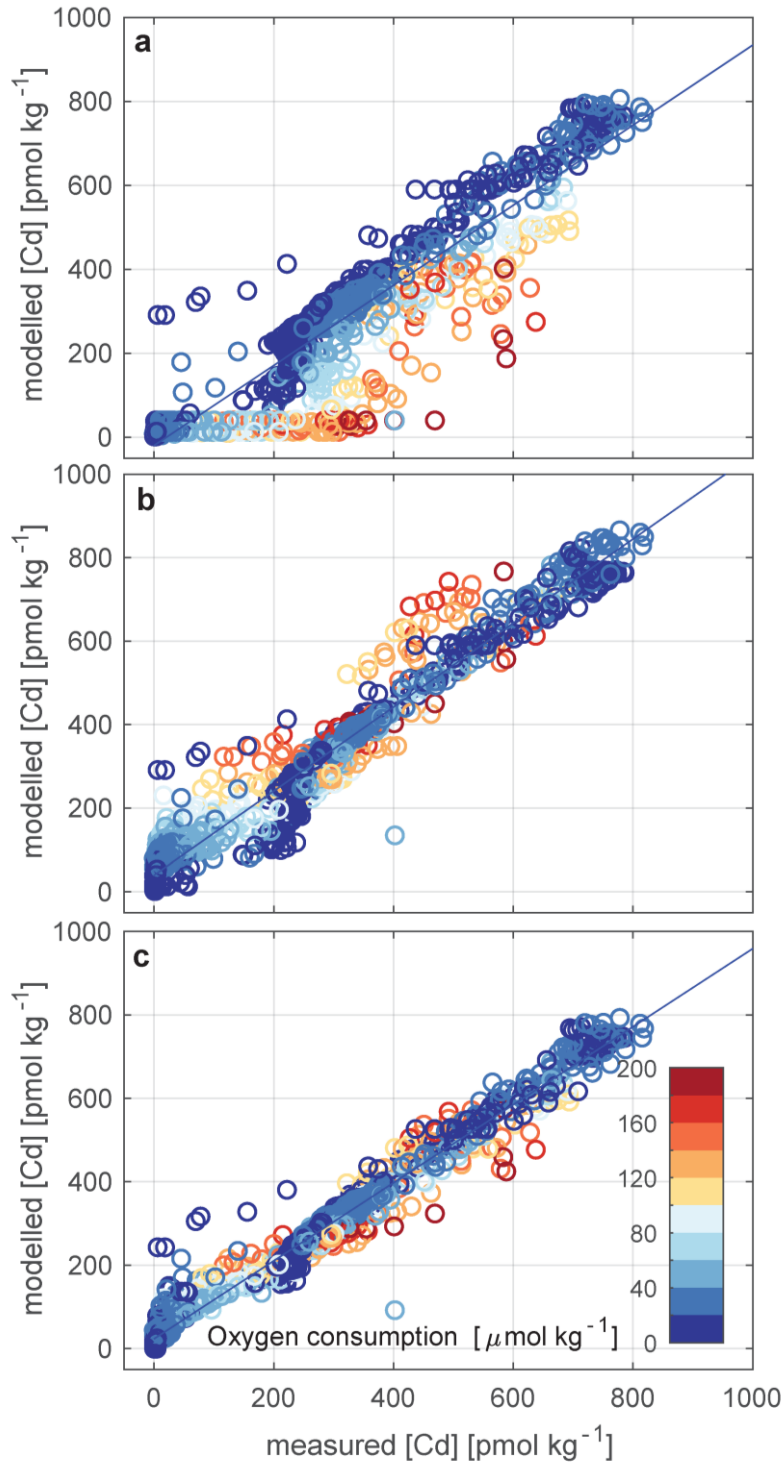 1000
a
800
600
400
200
0
modelled [Cd] [pmol kg⁻¹]
1000
b
800
600
400
200
0
modelled [Cd] [pmol kg⁻¹]
1000
c
800
600
400
200
0
modelled [Cd] [pmol kg⁻¹]
200
160
120
80
40
0
Oxygen consumption [μmol kg⁻¹]
0 200 400 600 800 1000
measured [Cd] [pmol kg⁻¹]